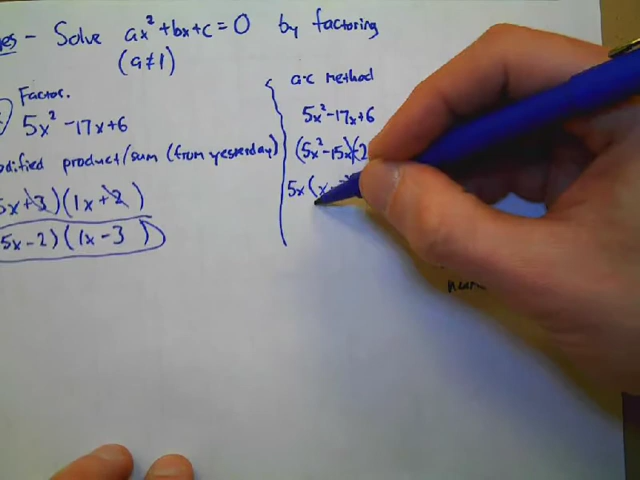 Solve ax² + bx + c = 0 by factoring
(a ≠ 1)
Factor.
5x² - 17x + 6
product/sum (from yesterday)
5x + 3)(1x + 2)
5x - 2)(1x - 3)
a·c method
5x² - 17x + 6
(5x² - 15x)(-2
5x(x -